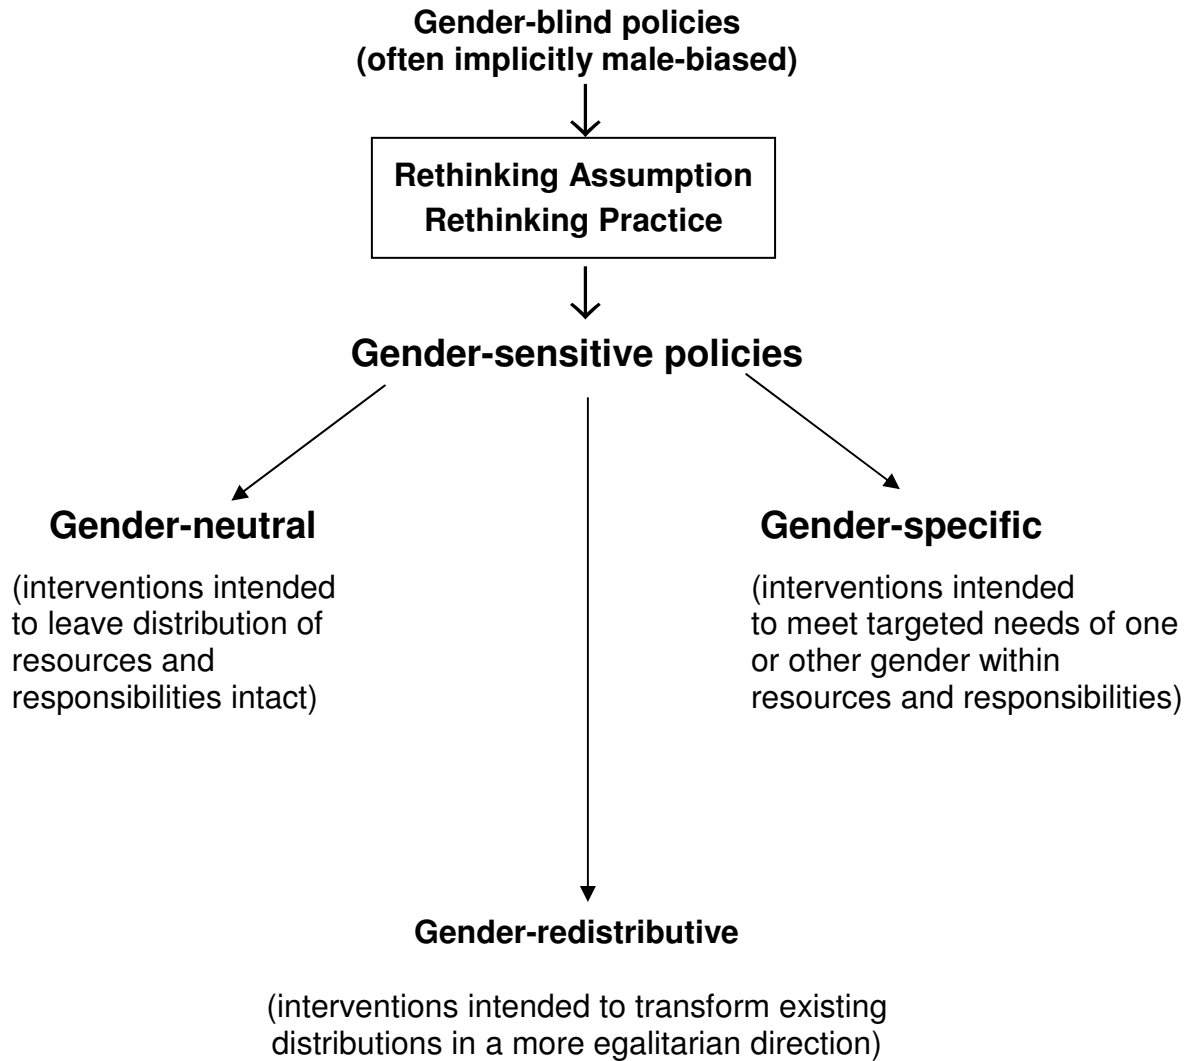 Gender-blind policies
(often implicitly male-biased)
Rethinking Assumption
Rethinking Practice
Gender-sensitive policies
Gender-neutral
(interventions intended
to leave distribution of
resources and
responsibilities intact)
Gender-specific
(interventions intended
to meet targeted needs of one
or other gender within
resources and responsibilities)
Gender-redistributive
(interventions intended to transform existing
distributions in a more egalitarian direction)